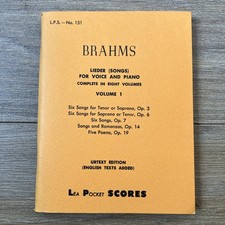 L.P.S. – No. 131
BRAHMS
LIEDER (SONGS)
FOR VOICE AND PIANO
COMPLETE IN EIGHT VOLUMES
VOLUME 1
Six Songs for Tenor or Soprano, Op. 3
Six Songs for Soprano or Tenor, Op. 6
Six Songs, Op. 7
Songs and Romances, Op. 14
Five Poems, Op. 19
URTEXT EDITION
(ENGLISH TEXTS ADDED)
LEA POCKET SCORES